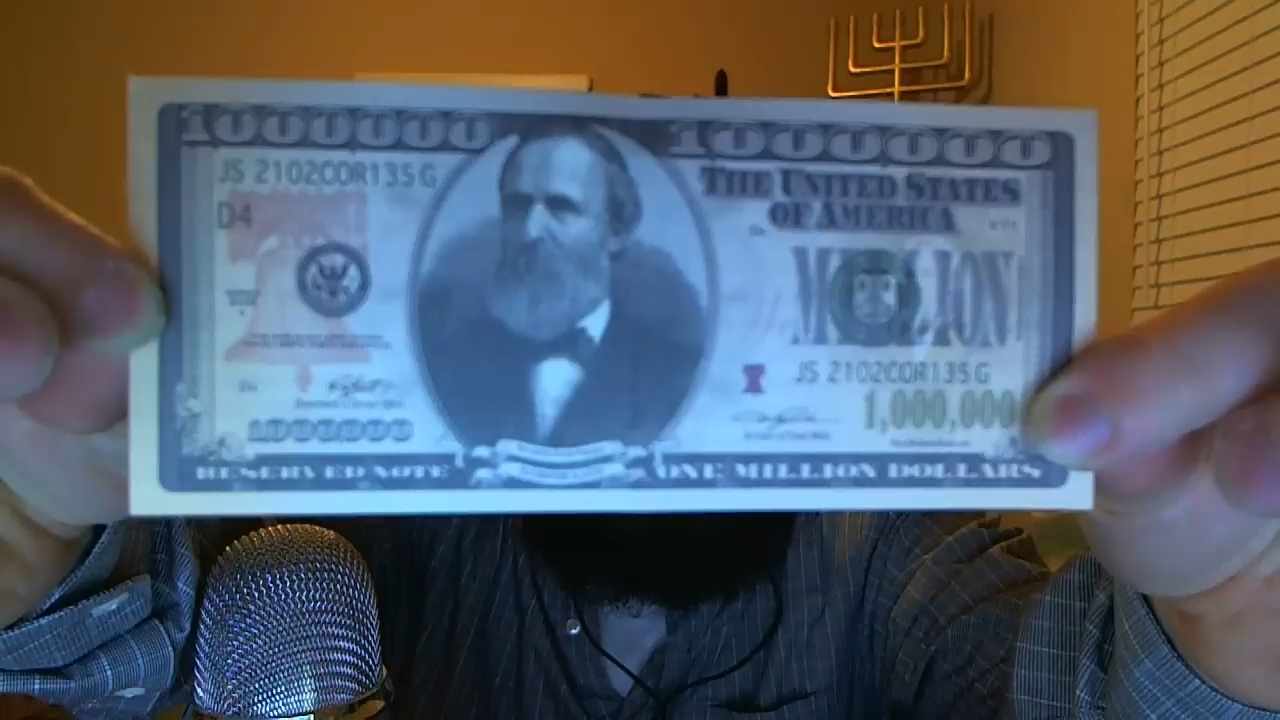 1000000 1000000
JS 2102COR135G
D4
THE UNITED STATES
OF AMERICA
MILLION
JS 2102COR135G
1,000,000
1000000
RESERVED NOTE
ONE MILLION DOLLARS